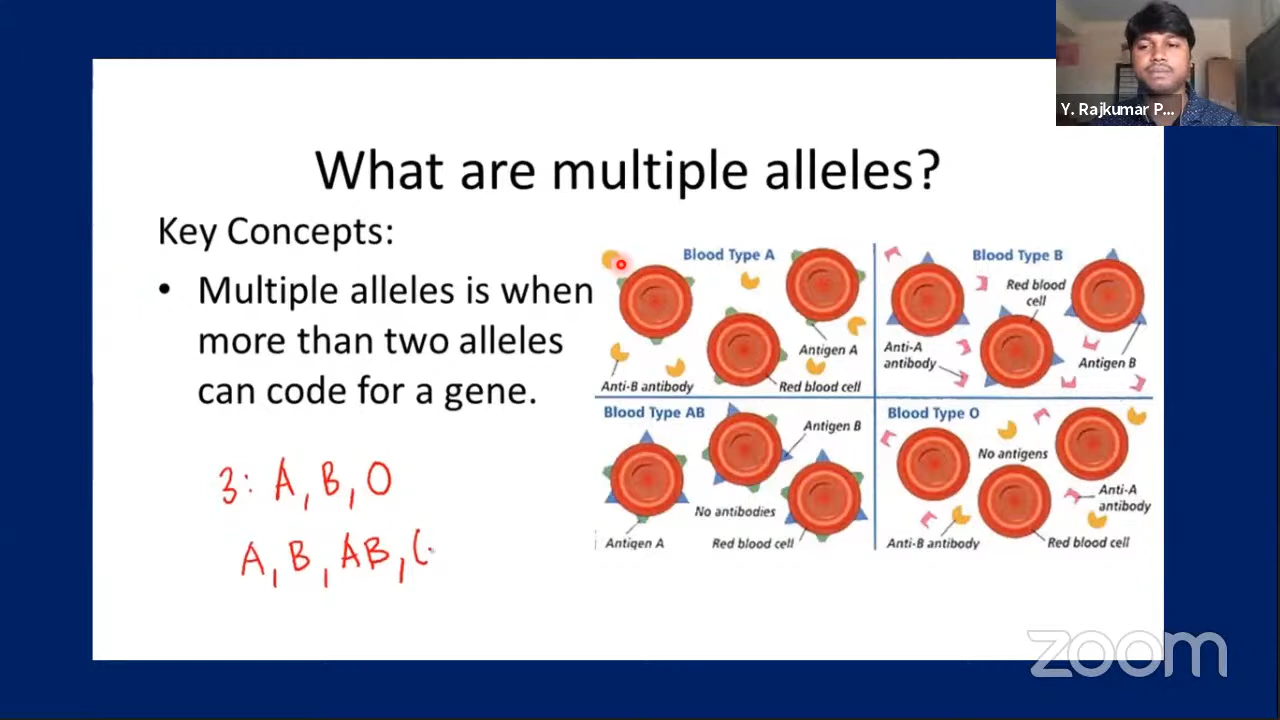 Y. Rajkumar P...
What are multiple alleles?
Key Concepts:
• Multiple alleles is when
more than two alleles
can code for a gene.
3: A, B, O
A, B, AB, (
Blood Type A
Antigen A
Anti-B antibody
Red blood cell
Blood Type B
Red blood
cell
Anti-A
antibody
Antigen B
Blood Type AB
Antigen B
No antibodies
Antigen A
Red blood cell
Blood Type O
No antigens
Anti-A
antibody
Anti-B antibody
Red blood cell
zoom